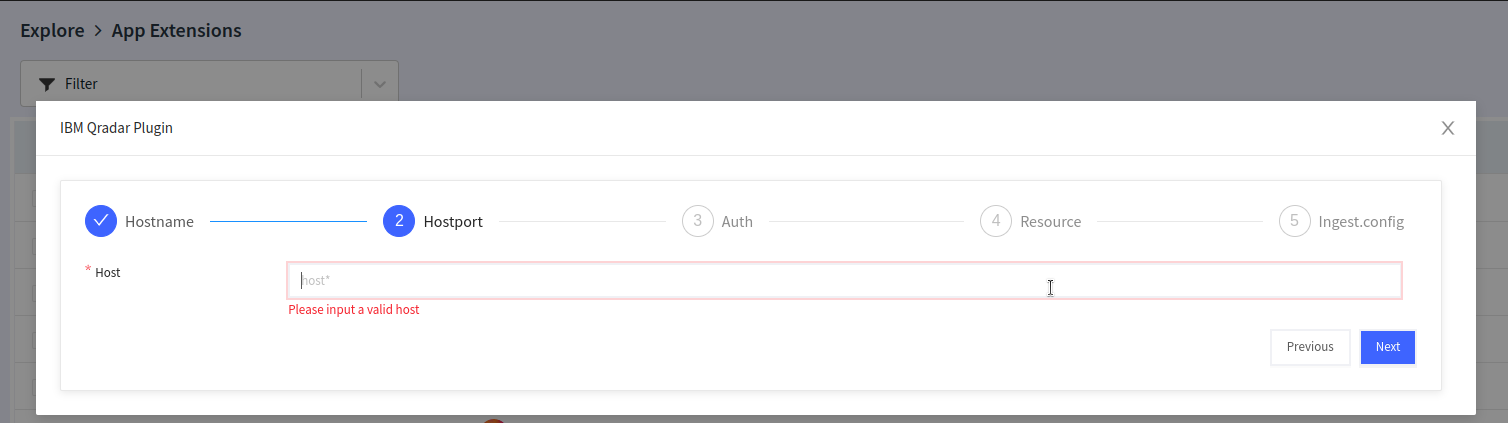 Explore > App Extensions
Filter
IBM Qradar Plugin
Hostname
2 Hostport
3 Auth
4 Resource
5 Ingest.config
* Host
host*
Please input a valid host
Previous
Next